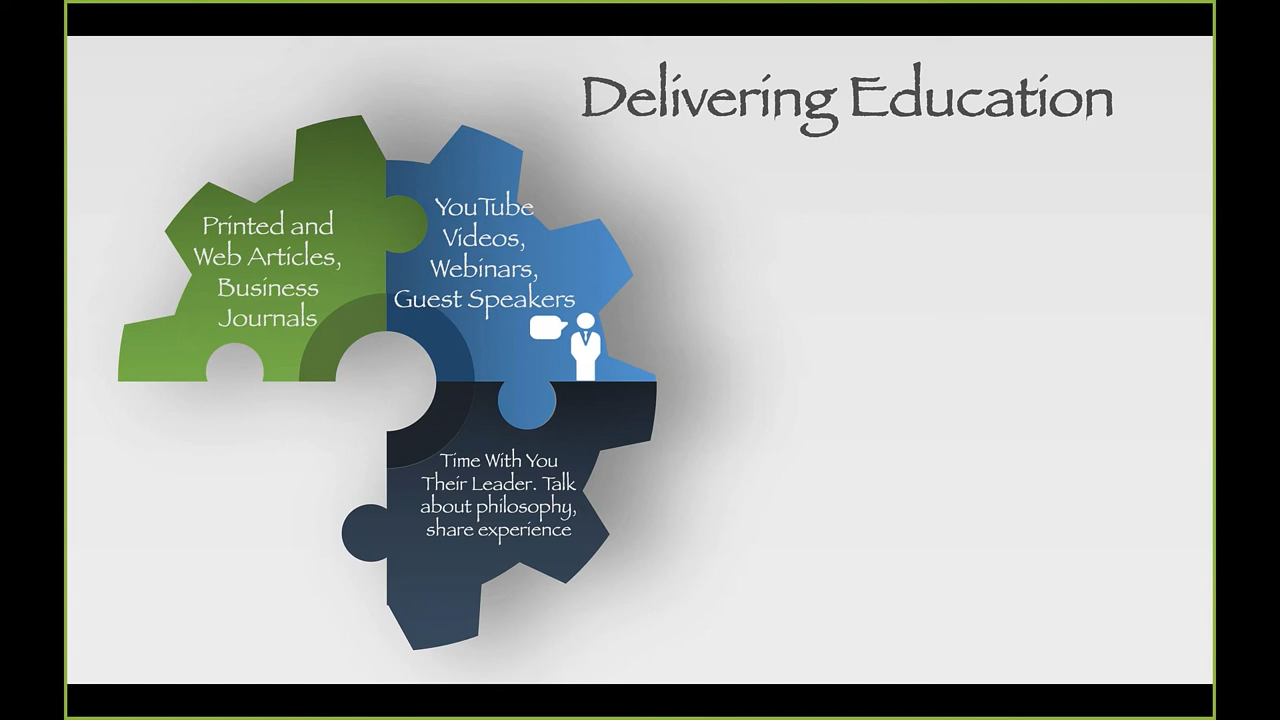 Delivering Education
Printed and
Web Articles,
Business
Journals
YouTube
Videos,
Webinars,
Guest Speakers
Time With You
Their Leader. Talk
about philosophy,
share experience